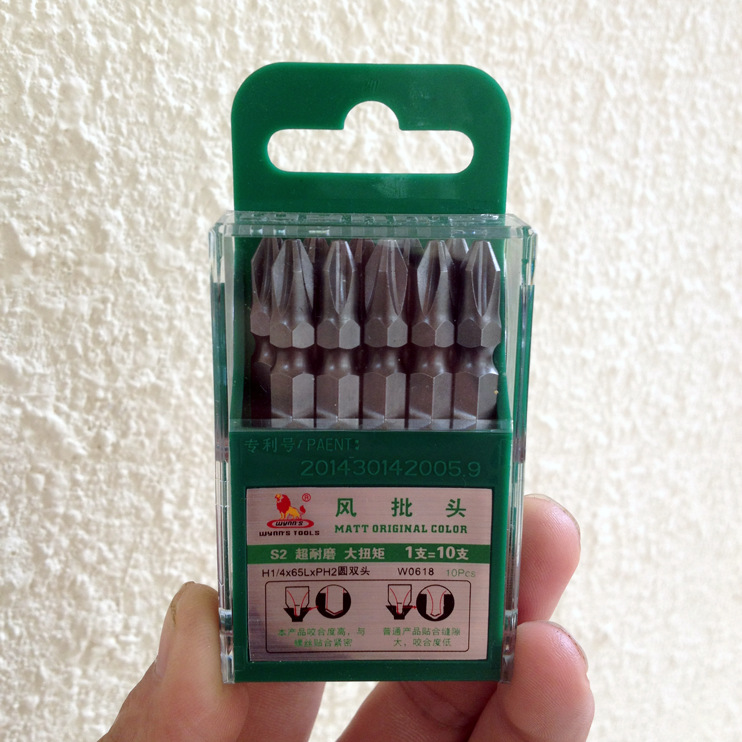 专利号/PAENT:
201430142005.9
®
WYNN'S
WYNN'S TOOLS
风批头
MATT ORIGINAL COLOR
S2 超耐磨 大扭矩 1支=10支
H1/4x65LxPH2圆双头 W0618 10Pcs
本产品咬合度高，与
螺丝贴合紧密
普通产品贴合缝隙
大，咬合度低